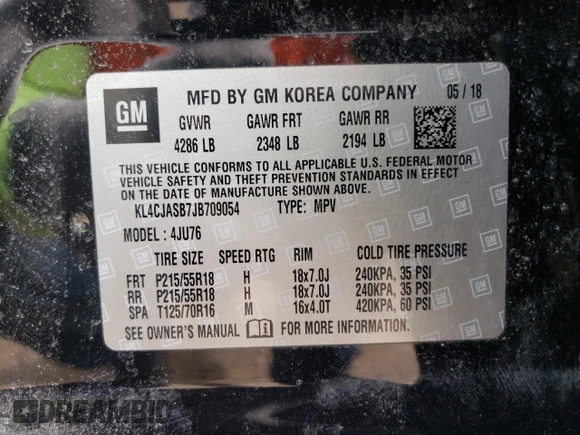 GM
MFD BY GM KOREA COMPANY 05 / 18
GVWR GAWR FRT GAWR RR
4286 LB 2348 LB 2194 LB
THIS VEHICLE CONFORMS TO ALL APPLICABLE U.S. FEDERAL MOTOR
VEHICLE SAFETY AND THEFT PREVENTION STANDARDS IN EFFECT
ON THE DATE OF MANUFACTURE SHOWN ABOVE.
KL4CJASB7JB709054 TYPE: MPV
MODEL: 4JU76
TIRE SIZE SPEED RTG RIM COLD TIRE PRESSURE
FRT P215/55R18 H 18x7.0J 240KPA, 35 PSI
RR P215/55R18 H 18x7.0J 240KPA, 35 PSI
SPA T125/70R16 M 16x4.0T 420KPA, 60 PSI
SEE OWNER'S MANUAL FOR MORE INFORMATION.
DREAMBID